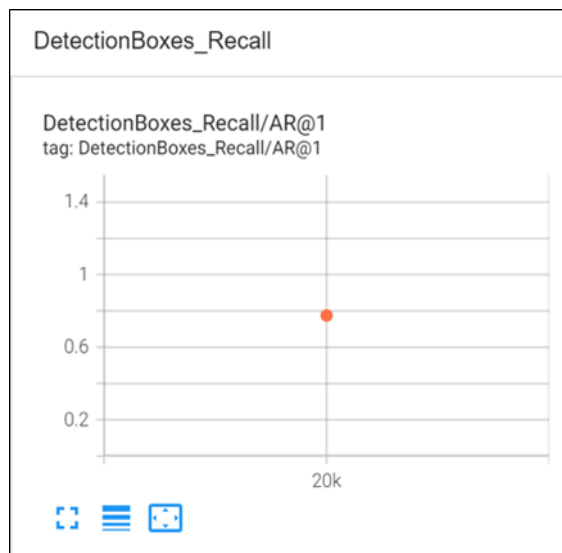 DetectionBoxes_Recall
DetectionBoxes_Recall/AR@1
tag: DetectionBoxes_Recall/AR@1
1.4
1
0.6
0.2
20k